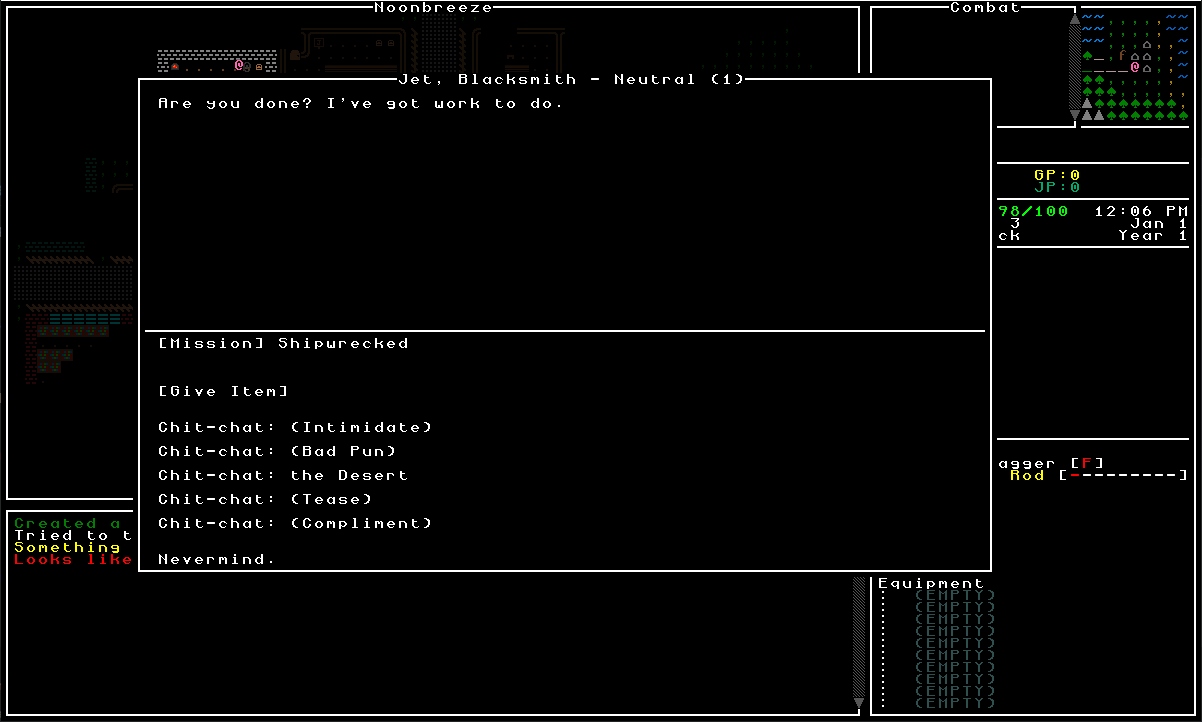 Noonbreeze
Combat
Jet, Blacksmith - Neutral (1)
Are you done? I've got work to do.
[Mission] Shipwrecked
[Give Item]
Chit-chat: (Intimidate)
Chit-chat: (Bad Pun)
Chit-chat: the Desert
Chit-chat: (Tease)
Chit-chat: (Compliment)
Nevermind.
GP:0
JP:0
98/100 12:06 PM
3 Jan 1
ck Year 1
agger [F]
Rod [----------]
Created a
Tried to t
Something
Looks like
Equipment
: (EMPTY)
: (EMPTY)
: (EMPTY)
: (EMPTY)
: (EMPTY)
: (EMPTY)
: (EMPTY)
: (EMPTY)
: (EMPTY)
: (EMPTY)